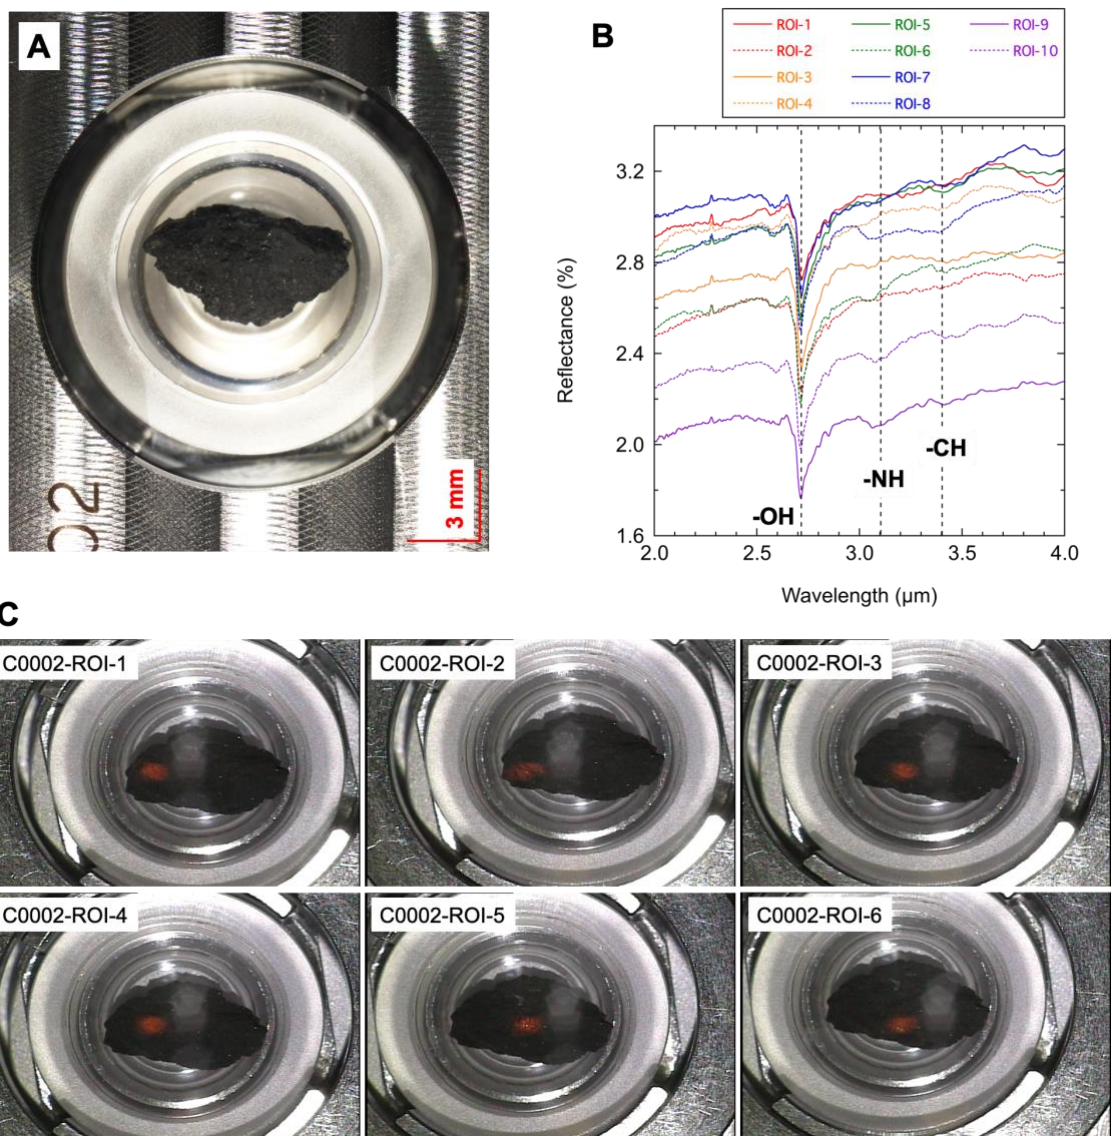 A
02
3 mm
B
ROI-1
ROI-2
ROI-3
ROI-4
ROI-5
ROI-6
ROI-7
ROI-8
ROI-9
ROI-10
Reflectance (%)
3.2
2.8
2.4
2.0
1.6
-OH
-NH
-CH
2.0 2.5 3.0 3.5 4.0
Wavelength (μm)
C
C0002-ROI-1 C0002-ROI-2 C0002-ROI-3
C0002-ROI-4 C0002-ROI-5 C0002-ROI-6